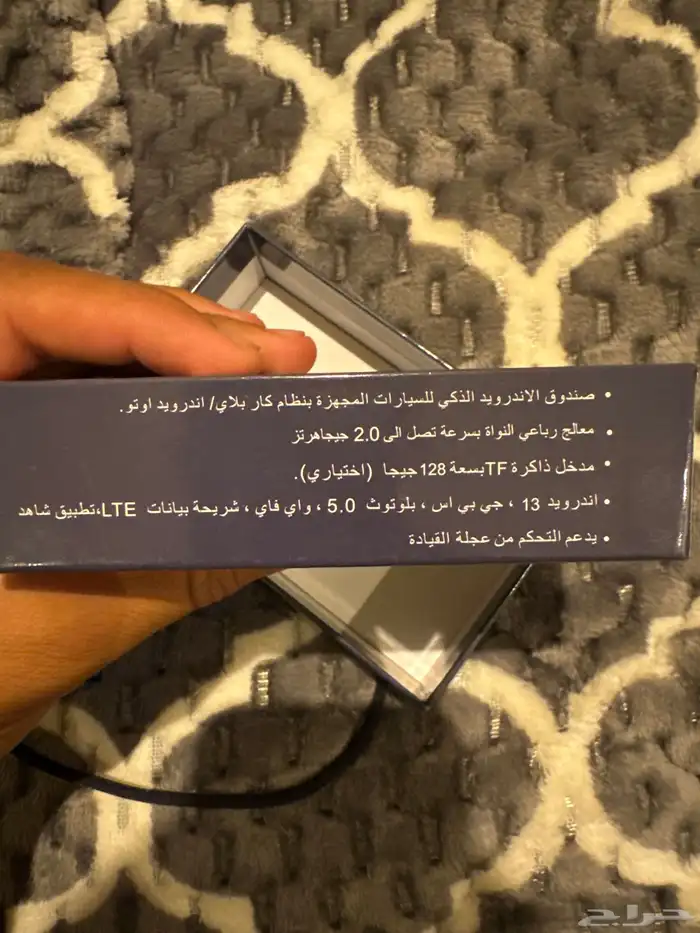 • صندوق الاندرويد الذكي للسيارات المجهزة بنظام كار بلاي/ اندرويد اوتو.
• معالج رباعي النواة بسرعة تصل الى 2.0 جيجاهرتز
• مدخل ذاكرة TFبسعة 128جيجا (اختياري).
• اندرويد 13 ، جي بي اس ، بلوتوث 5.0 ، واي فاي ، شريحة بيانات LTE،تطبيق شاهد
• يدعم التحكم من عجلة القيادة
حراج